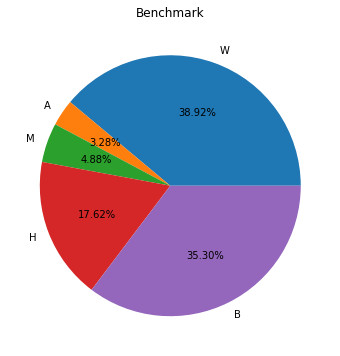 Benchmark
W
38.92%
A
3.28%
M
4.88%
H
17.62%
35.30%
B